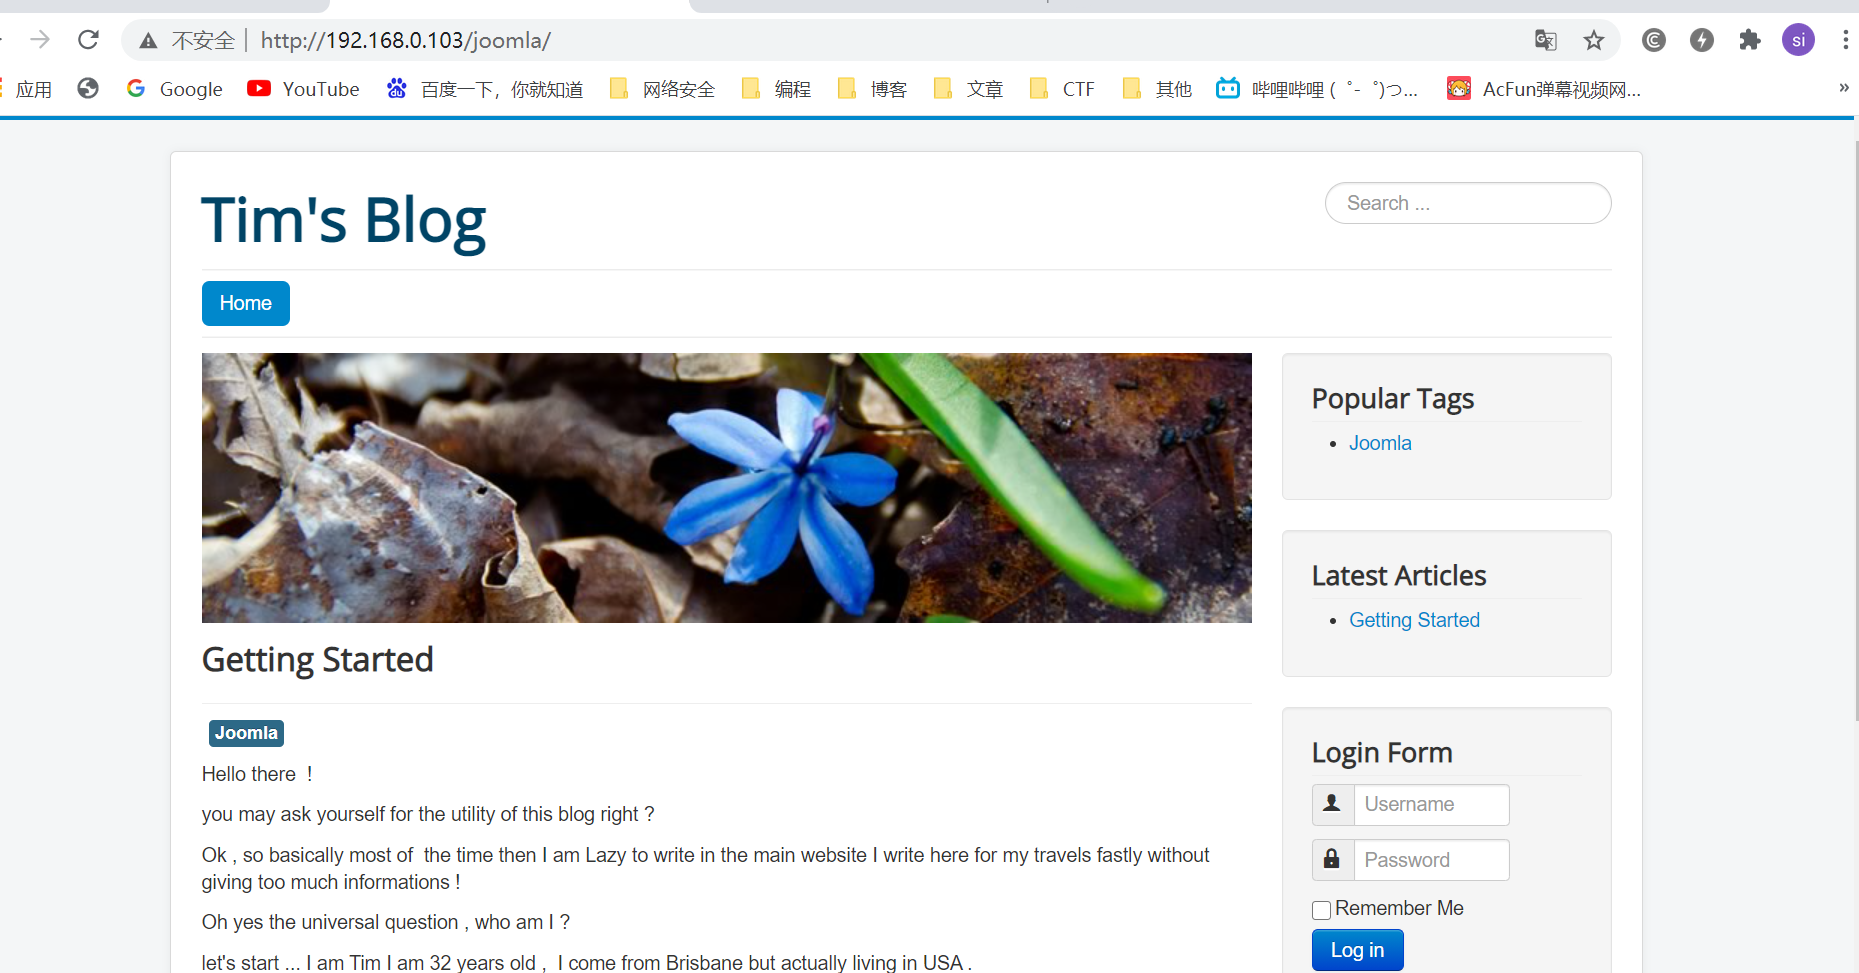 不安全 http://192.168.0.103/joomla/ si
应用 Google YouTube 百度一下，你就知道 网络安全 编程 博客 文章 CTF 其他 哔哩哔哩 ( ゜- ゜)つ... AcFun弹幕视频网... »
Tim's Blog
Search ...
Home
Popular Tags
Joomla
Latest Articles
Getting Started
Getting Started
Joomla
Hello there !
you may ask yourself for the utility of this blog right ?
Ok , so basically most of the time then I am Lazy to write in the main website I write here for my travels fastly without
giving too much informations !
Oh yes the universal question , who am I ?
let's start ... I am Tim I am 32 years old , I come from Brisbane but actually living in USA .
Login Form
Username
Password
Remember Me
Log in